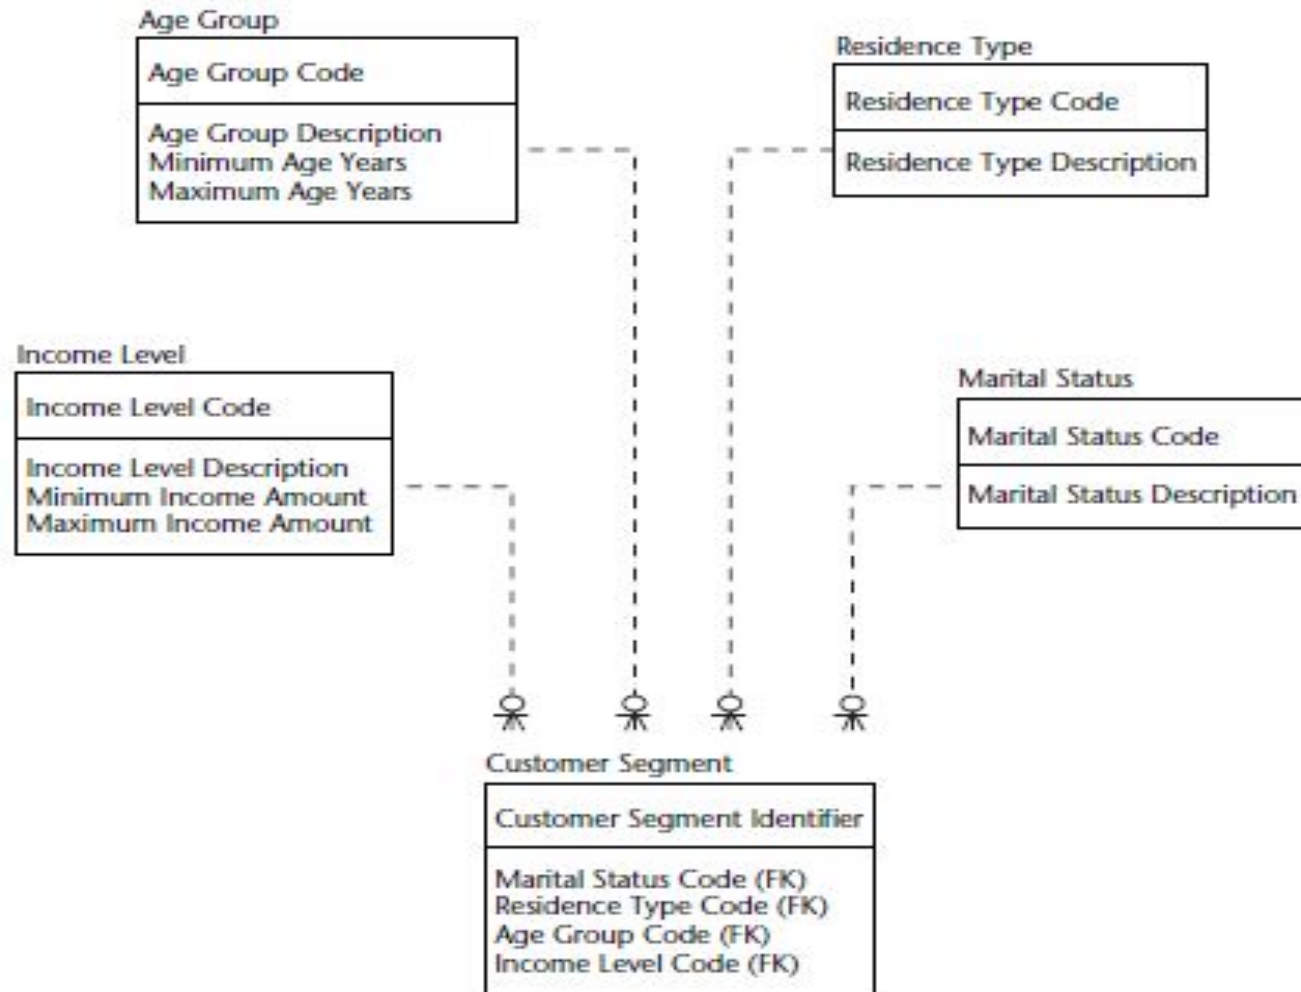 Age Group
Age Group Code
Age Group Description
Minimum Age Years
Maximum Age Years
Residence Type
Residence Type Code
Residence Type Description
Income Level
Income Level Code
Income Level Description
Minimum Income Amount
Maximum Income Amount
Marital Status
Marital Status Code
Marital Status Description
Customer Segment
Customer Segment Identifier
Marital Status Code (FK)
Residence Type Code (FK)
Age Group Code (FK)
Income Level Code (FK)